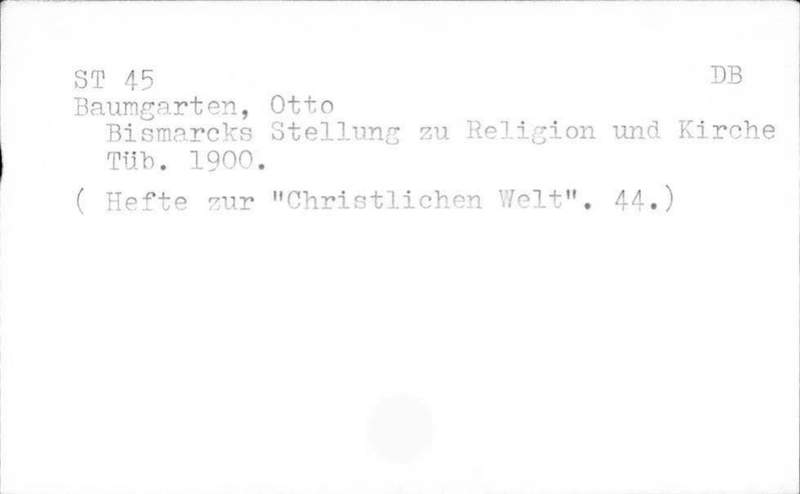 ST 45 DB
Baumgarten, Otto
Bismarcks Stellung zu Religion und Kirche
Tüb. 1900.
( Hefte zur "Christlichen Welt". 44.)